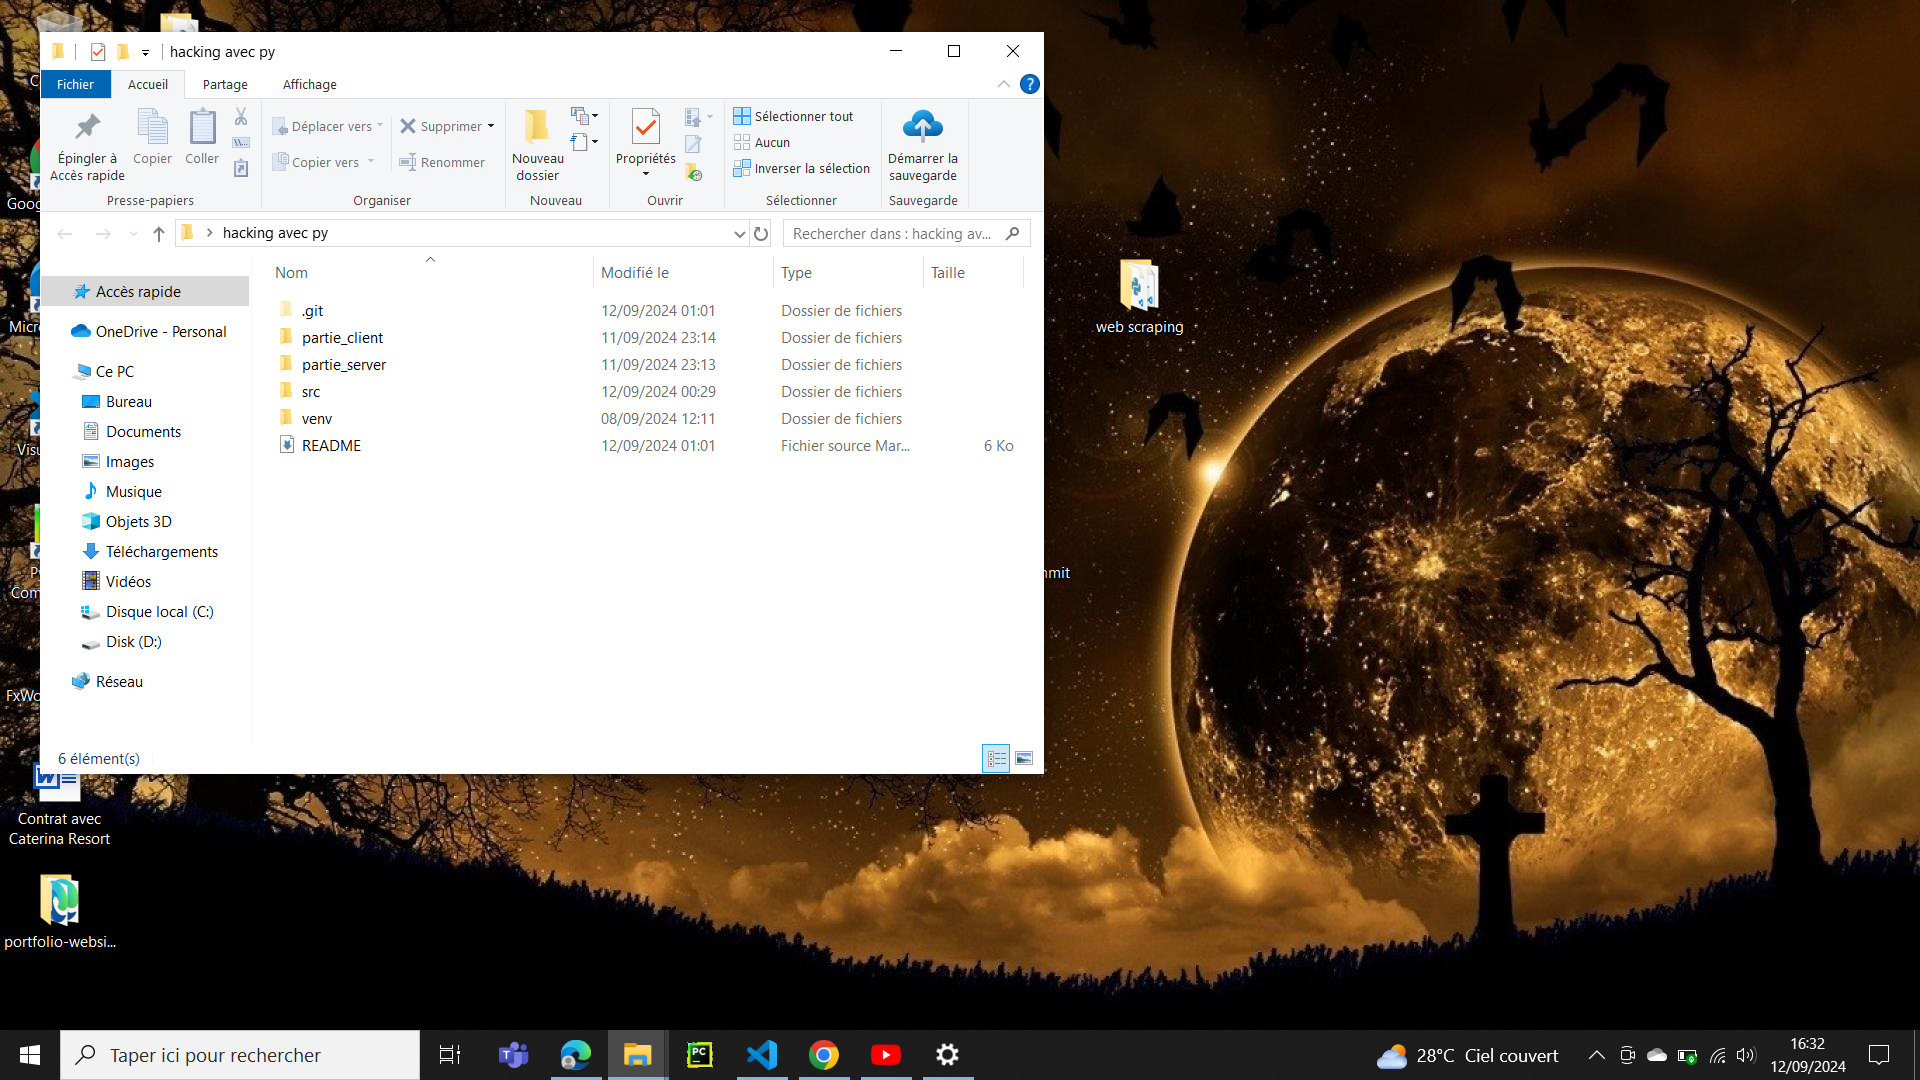 hacking avec py
Fichier
Accueil
Partage
Affichage
?
Épingler à
Accès rapide
Copier
Coller
Presse-papiers
Déplacer vers
Copier vers
Supprimer
Renommer
Organiser
Nouveau
dossier
Nouveau
Propriétés
Ouvrir
Sélectionner tout
Aucun
Inverser la sélection
Sélectionner
Démarrer la
sauvegarde
Sauvegarde
hacking avec py
Rechercher dans : hacking av...
Nom
Modifié le
Type
Taille
.git 12/09/2024 01:01 Dossier de fichiers
partie_client 11/09/2024 23:14 Dossier de fichiers
partie_server 11/09/2024 23:13 Dossier de fichiers
src 12/09/2024 00:29 Dossier de fichiers
venv 08/09/2024 12:11 Dossier de fichiers
README 12/09/2024 01:01 Fichier source Mar... 6 Ko
Accès rapide
OneDrive - Personal
Ce PC
Bureau
Documents
Images
Musique
Objets 3D
Téléchargements
Vidéos
Disque local (C:)
Disk (D:)
Réseau
6 élément(s)
web scraping
Contrat avec
Caterina Resort
portfolio-websi...
Taper ici pour rechercher
PC
28°C Ciel couvert
16:32
12/09/2024